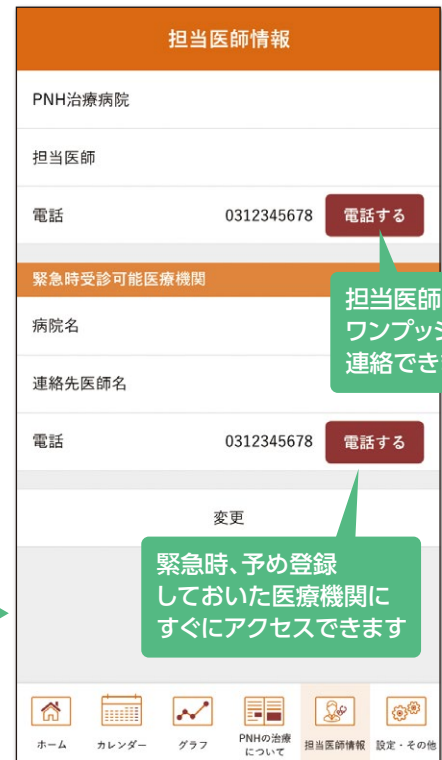 担当医師情報
PNH治療病院
担当医師
電話 0312345678 電話する
緊急時受診可能医療機関
担当医師
ワンプッシ
連絡でき
病院名
連絡先医師名
電話 0312345678 電話する
変更
緊急時、予め登録
しておいた医療機関に
すぐにアクセスできます
ホーム カレンダー グラフ PNHの治療 担当医師情報 設定・その他
について